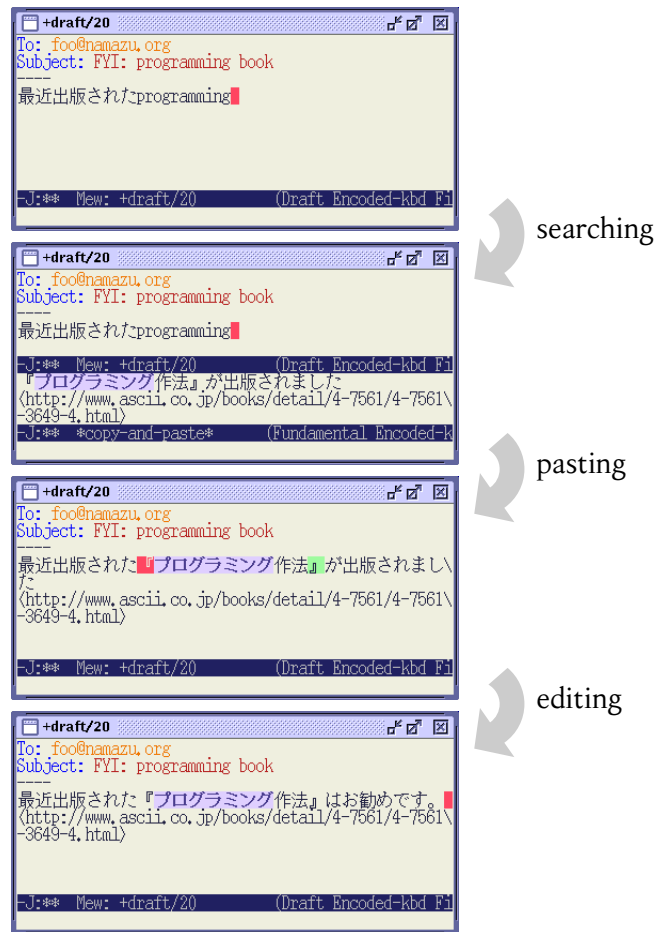 +draft/20
To: foo@namazu.org
Subject: FYI: programming book
----
最近出版されたprogramming
-J:** Mew: +draft/20 (Draft Encoded-kbd Fi
searching
+draft/20
To: foo@namazu.org
Subject: FYI: programming book
----
最近出版されたprogramming
-J:** Mew: +draft/20 (Draft Encoded-kbd Fi
『プログラミング作法』が出版されました
<http://www.ascii.co.jp/books/detail/4-7561/4-7561\
-3649-4.html>
-J:** *copy-and-paste* (Fundamental Encoded-k
pasting
+draft/20
To: foo@namazu.org
Subject: FYI: programming book
----
最近出版された『プログラミング作法』が出版されまし\
た
<http://www.ascii.co.jp/books/detail/4-7561/4-7561\
-3649-4.html>
-J:** Mew: +draft/20 (Draft Encoded-kbd Fi
editing
+draft/20
To: foo@namazu.org
Subject: FYI: programming book
----
最近出版された『プログラミング作法』はお勧めです。
<http://www.ascii.co.jp/books/detail/4-7561/4-7561\
-3649-4.html>
-J:** Mew: +draft/20 (Draft Encoded-kbd Fi